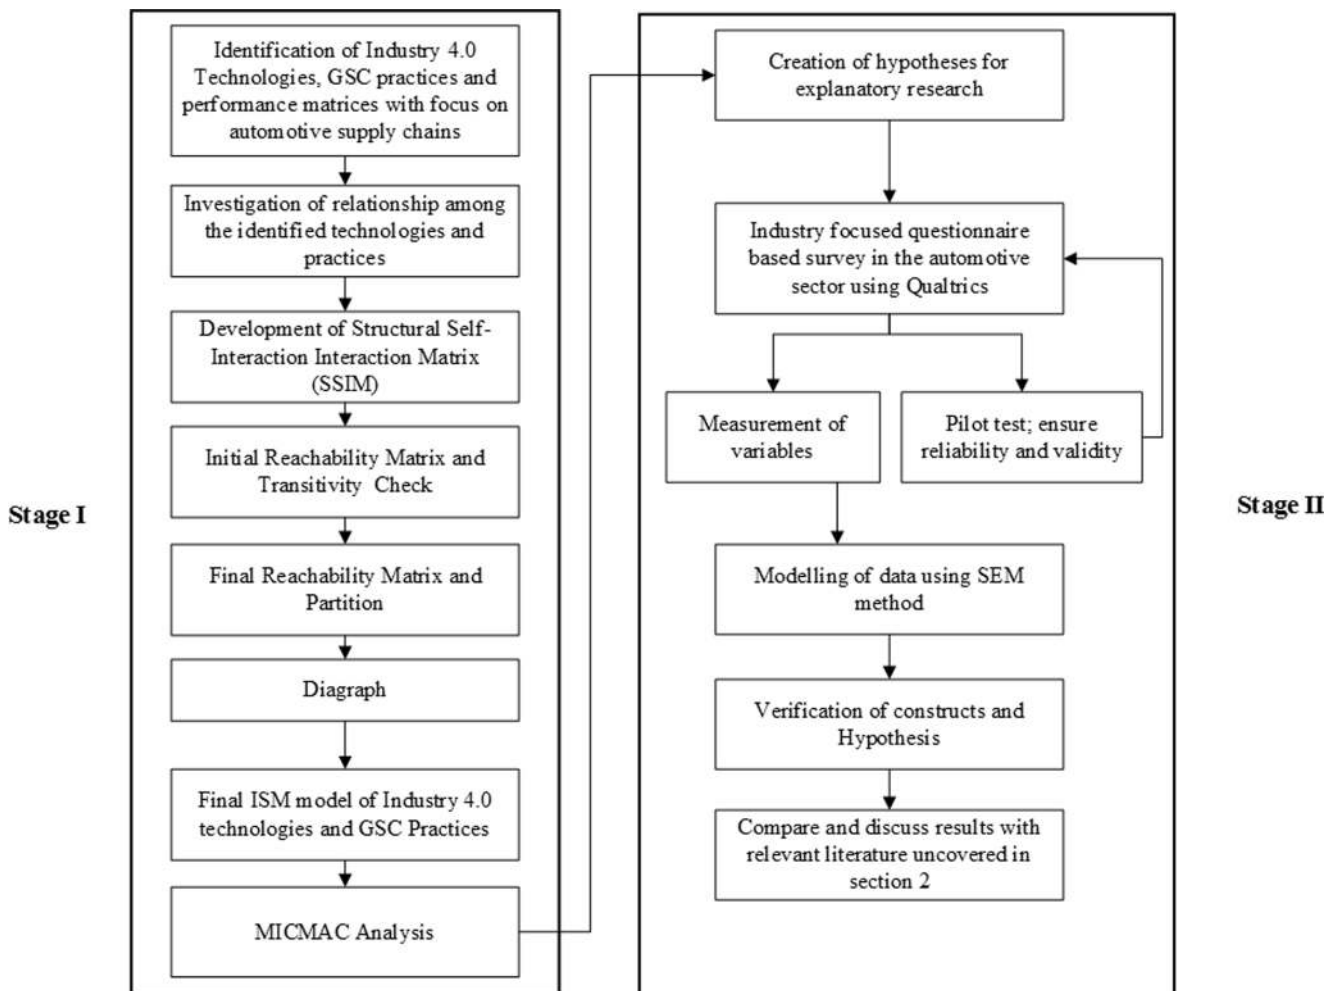 Stage I
Identification of Industry 4.0
Technologies, GSC practices and
performance matrices with focus on
automotive supply chains
Investigation of relationship among
the identified technologies and
practices
Development of Structural Self-
Interaction Interaction Matrix
(SSIM)
Initial Reachability Matrix and
Transitivity Check
Final Reachability Matrix and
Partition
Diagraph
Final ISM model of Industry 4.0
technologies and GSC Practices
MICMAC Analysis
Stage II
Creation of hypotheses for
explanatory research
Industry focused questionnaire
based survey in the automotive
sector using Qualtrics
Measurement of
variables
Pilot test; ensure
reliability and validity
Modelling of data using SEM
method
Verification of constructs and
Hypothesis
Compare and discuss results with
relevant literature uncovered in
section 2